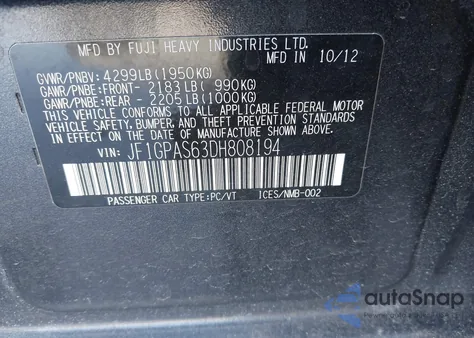 MFD BY FUJI HEAVY INDUSTRIES LTD.
MFD IN 10/12
GVWR/PNBV: 4299LB(1950KG)
GAWR/PNBE:FRONT- 2183LB( 990KG)
GAWR/PNBE:REAR - 2205LB(1000KG)
THIS VEHICLE CONFORMS TO ALL APPLICABLE FEDERAL MOTOR
VEHICLE SAFETY, BUMPER, AND THEFT PREVENTION STANDARDS
IN EFFECT ON THE DATE OF MANUFACTURE SHOWN ABOVE.
VIN: JF1GPAS63DH808194
PASSENGER CAR TYPE:PC/VT ICES/NMB-002
autoSnap